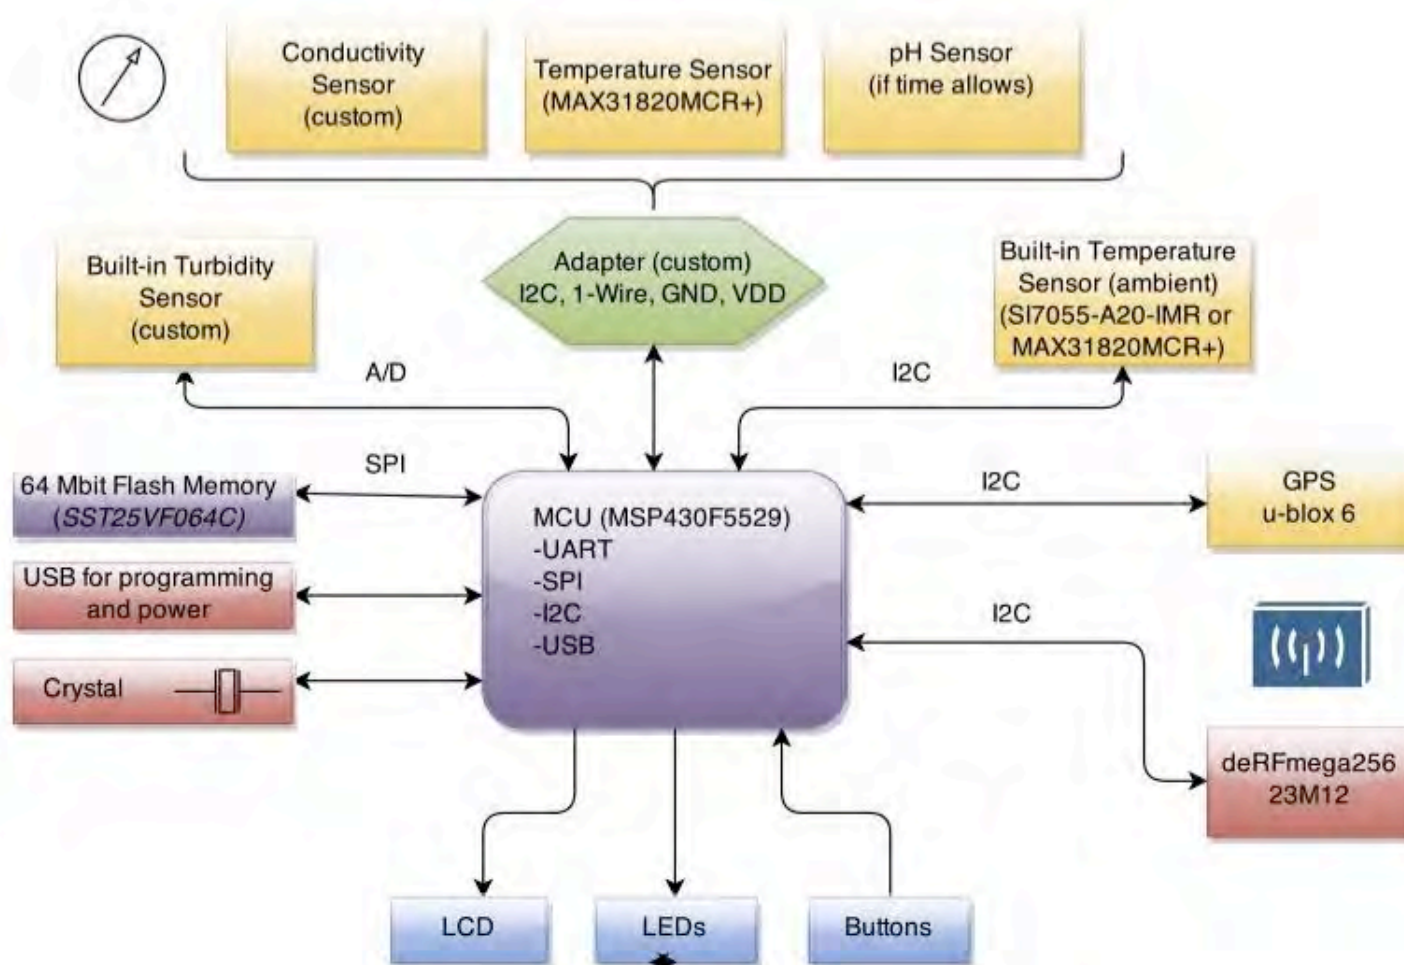 Conductivity
Sensor
(custom)
Temperature Sensor
(MAX31820MCR+)
pH Sensor
(if time allows)
Built-in Turbidity
Sensor
(custom)
Adapter (custom)
I2C, 1-Wire, GND, VDD
Built-in Temperature
Sensor (ambient)
(SI7055-A20-IMR or
MAX31820MCR+)
A/D
I2C
SPI
64 Mbit Flash Memory
(SST25VF064C)
MCU (MSP430F5529)
-UART
-SPI
-I2C
-USB
I2C
GPS
u-blox 6
USB for programming
and power
I2C
Crystal
deRFmega256
23M12
LCD
LEDs
Buttons